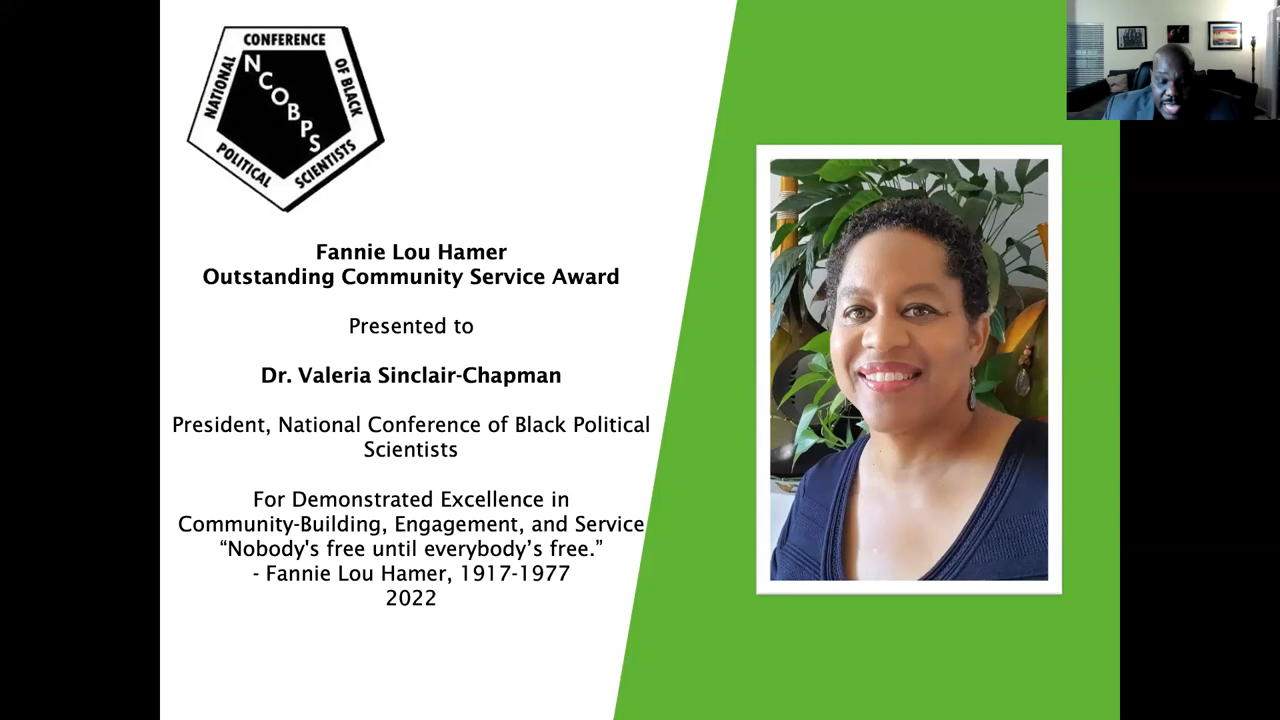 NATIONAL
CONFERENCE
OF BLACK
POLITICAL
SCIENTISTS
NCOBPS
Fannie Lou Hamer
Outstanding Community Service Award
Presented to
Dr. Valeria Sinclair-Chapman
President, National Conference of Black Political
Scientists
For Demonstrated Excellence in
Community-Building, Engagement, and Service
“Nobody's free until everybody’s free.”
- Fannie Lou Hamer, 1917-1977
2022